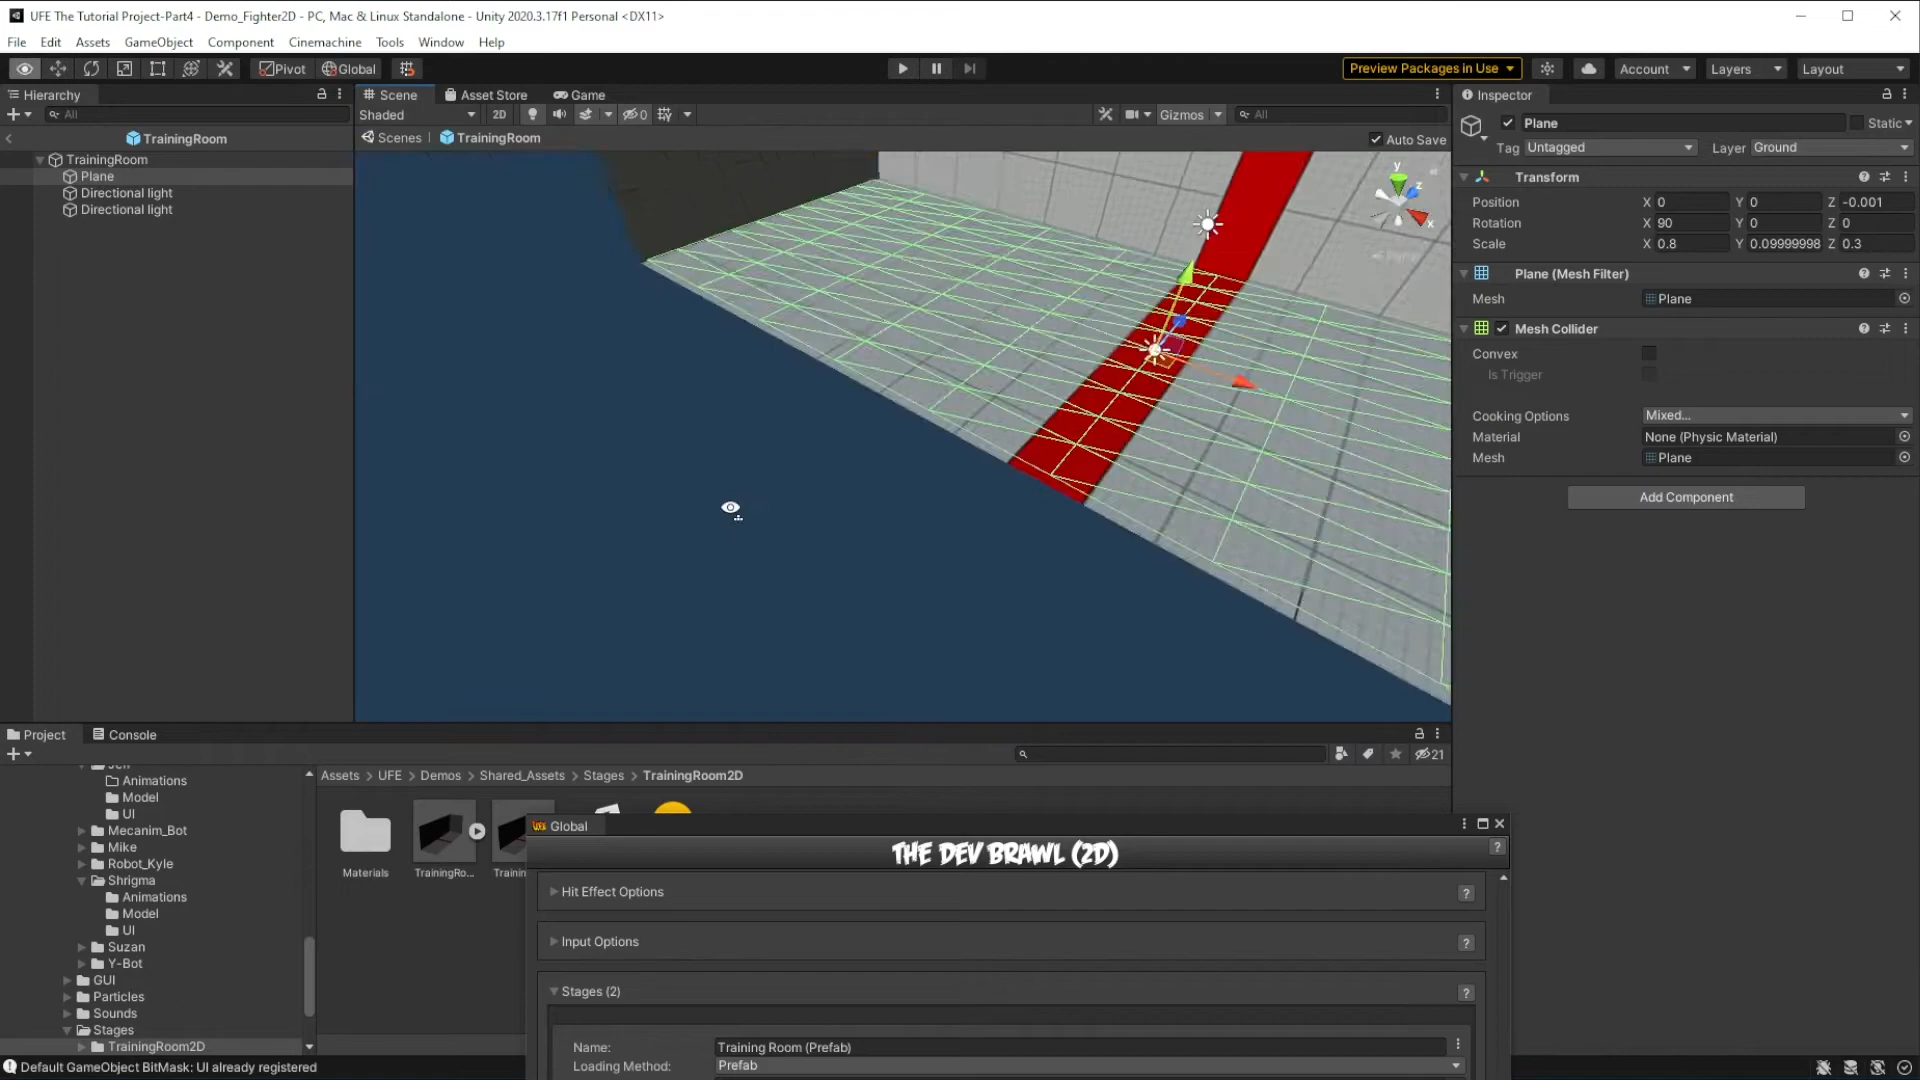 UFE The Tutorial Project-Part4 - Demo_Fighter2D - PC, Mac & Linux Standalone - Unity 2020.3.17f1 Personal <DX11>
File Edit Assets GameObject Component Cinemachine Tools Window Help
Pivot Global Preview Packages in Use Account Layers Layout
Hierarchy
All
TrainingRoom
TrainingRoom
Plane
Directional light
Directional light
Scene Asset Store Game
Shaded 2D 0 Gizmos All
Scenes TrainingRoom Auto Save
y
z
x
Inspector
Plane Static
Tag Untagged Layer Ground
Transform
Position X 0 Y 0 Z -0.001
Rotation X 90 Y 0 Z 0
Scale X 0.8 Y 0.09999998 Z 0.3
Plane (Mesh Filter)
Mesh Plane
Mesh Collider
Convex
Is Trigger
Cooking Options Mixed...
Material None (Physic Material)
Mesh Plane
Add Component
Project Console
21
Animations
Model
UI
Mecanim_Bot
Mike
Robot_Kyle
Shrigma
Animations
Model
UI
Suzan
Y-Bot
GUI
Particles
Sounds
Stages
TrainingRoom2D
Assets > UFE > Demos > Shared_Assets > Stages > TrainingRoom2D
Materials TrainingRo... Trainin
UFE Global
THE DEV BRAWL (2D) ?
Hit Effect Options ?
Input Options ?
Stages (2) ?
Name: Training Room (Prefab)
Loading Method: Prefab
Default GameObject BitMask: UI already registered